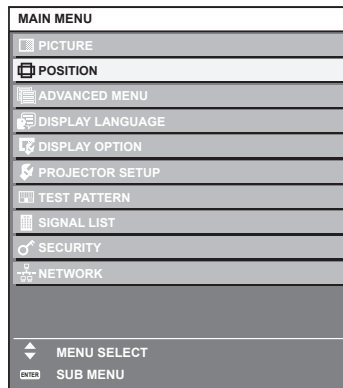 MAIN MENU
PICTURE
POSITION
ADVANCED MENU
DISPLAY LANGUAGE
DISPLAY OPTION
PROJECTOR SETUP
TEST PATTERN
SIGNAL LIST
SECURITY
NETWORK
MENU SELECT
ENTER SUB MENU